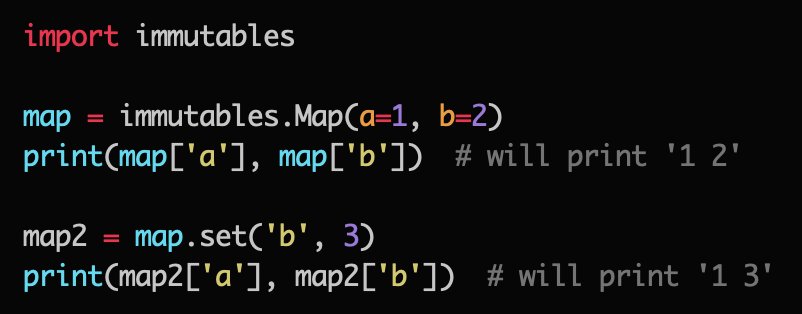 import immutables

map = immutables.Map(a=1, b=2)
print(map['a'], map['b'])  # will print '1 2'

map2 = map.set('b', 3)
print(map2['a'], map2['b'])  # will print '1 3'